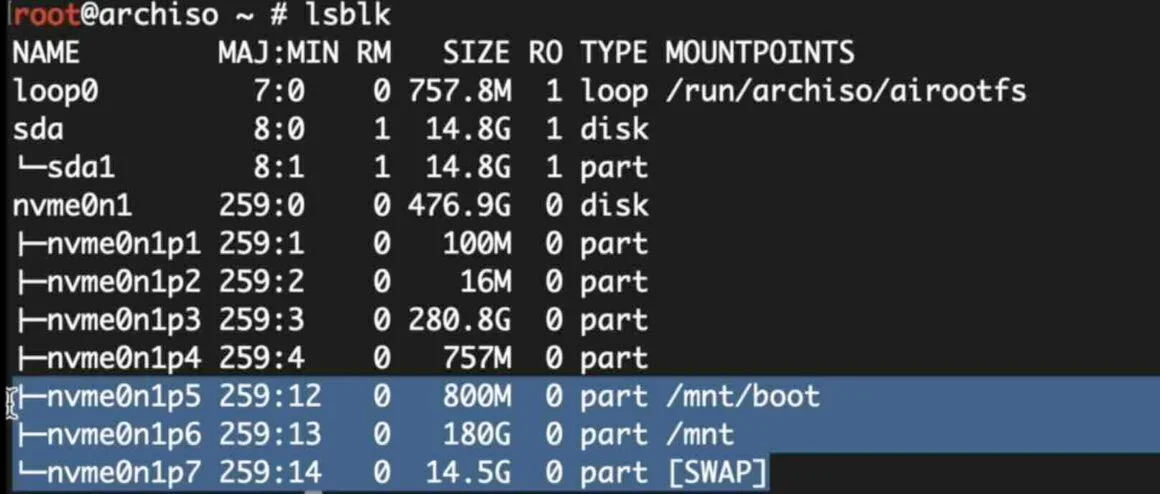 root@archiso ~ # lsblk
NAME        MAJ:MIN RM   SIZE RO TYPE MOUNTPOINTS
loop0         7:0    0 757.8M  1 loop /run/archiso/airootfs
sda           8:0    1  14.8G  1 disk
└─sda1        8:1    1  14.8G  1 part
nvme0n1     259:0    0 476.9G  0 disk
├─nvme0n1p1 259:1    0   100M  0 part
├─nvme0n1p2 259:2    0    16M  0 part
├─nvme0n1p3 259:3    0 280.8G  0 part
├─nvme0n1p4 259:4    0   757M  0 part
├─nvme0n1p5 259:12   0   800M  0 part /mnt/boot
├─nvme0n1p6 259:13   0   180G  0 part /mnt
└─nvme0n1p7 259:14   0  14.5G  0 part [SWAP]